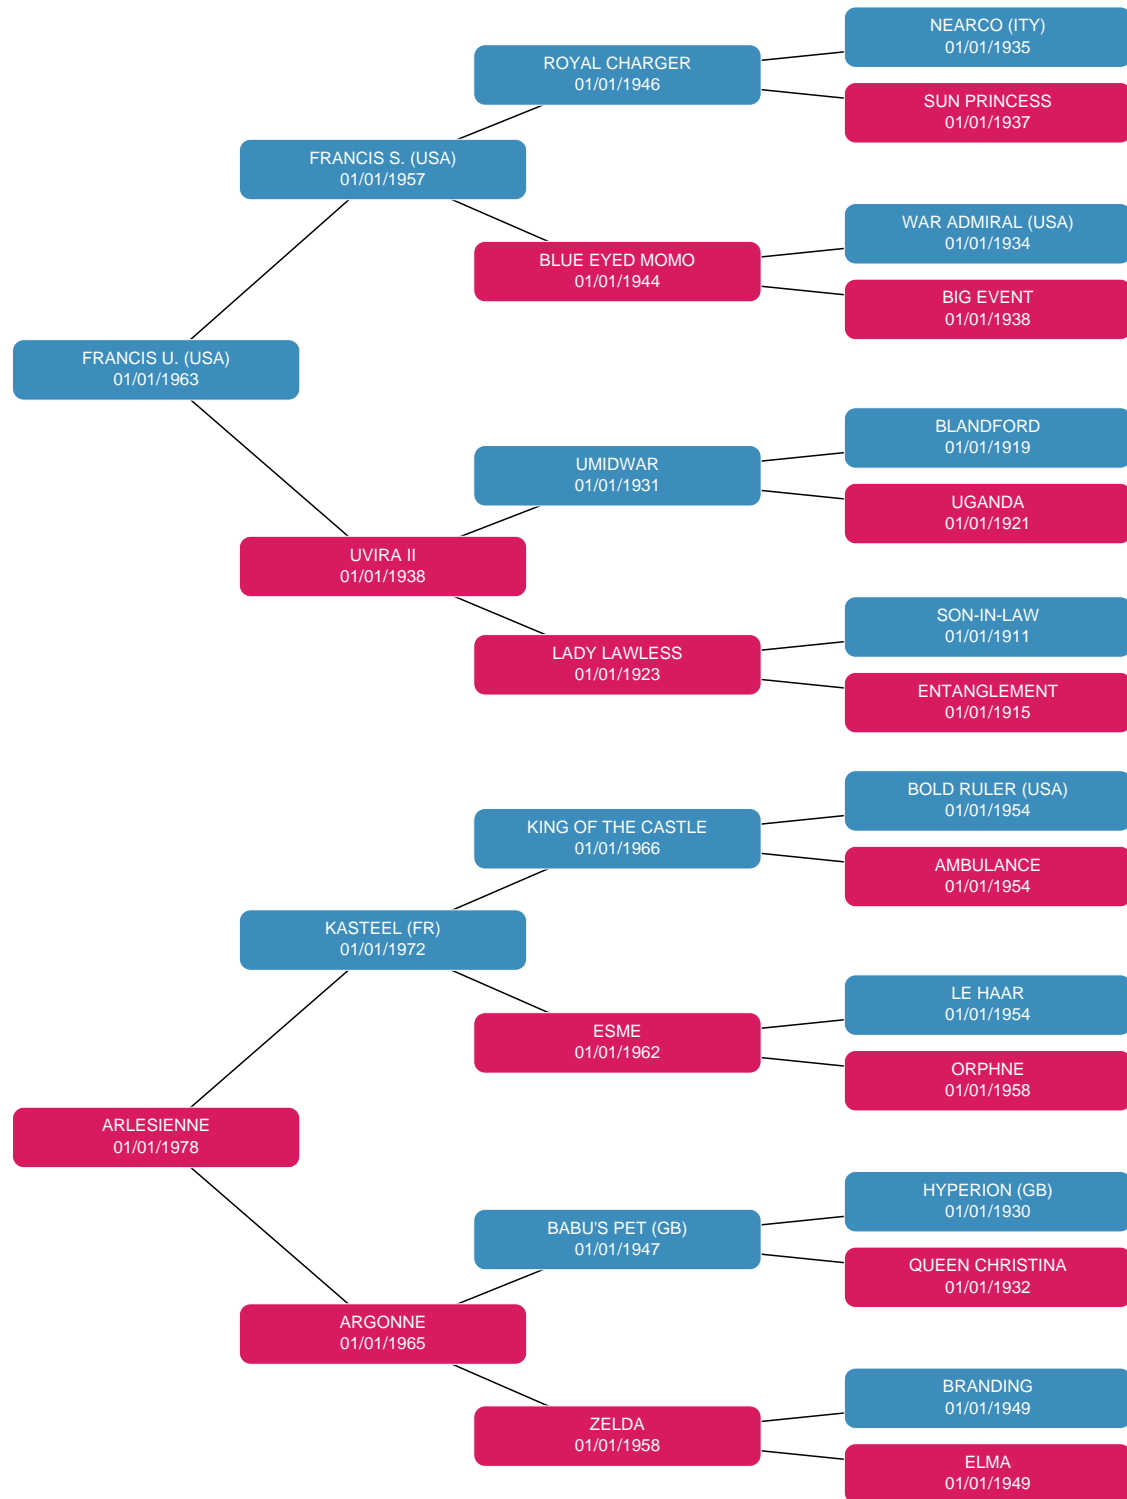 NEARCO (ITY)
01/01/1935
ROYAL CHARGER
01/01/1946
SUN PRINCESS
01/01/1937
FRANCIS S. (USA)
01/01/1957
WAR ADMIRAL (USA)
01/01/1934
BLUE EYED MOMO
01/01/1944
BIG EVENT
01/01/1938
FRANCIS U. (USA)
01/01/1963
BLANDFORD
01/01/1919
UMIDWAR
01/01/1931
UGANDA
01/01/1921
UVIRA II
01/01/1938
SON-IN-LAW
01/01/1911
LADY LAWLESS
01/01/1923
ENTANGLEMENT
01/01/1915
BOLD RULER (USA)
01/01/1954
KING OF THE CASTLE
01/01/1966
AMBULANCE
01/01/1954
KASTEEL (FR)
01/01/1972
LE HAAR
01/01/1954
ESME
01/01/1962
ORPHNE
01/01/1958
ARLESIENNE
01/01/1978
HYPERION (GB)
01/01/1930
BABU'S PET (GB)
01/01/1947
QUEEN CHRISTINA
01/01/1932
ARGONNE
01/01/1965
BRANDING
01/01/1949
ZELDA
01/01/1958
ELMA
01/01/1949